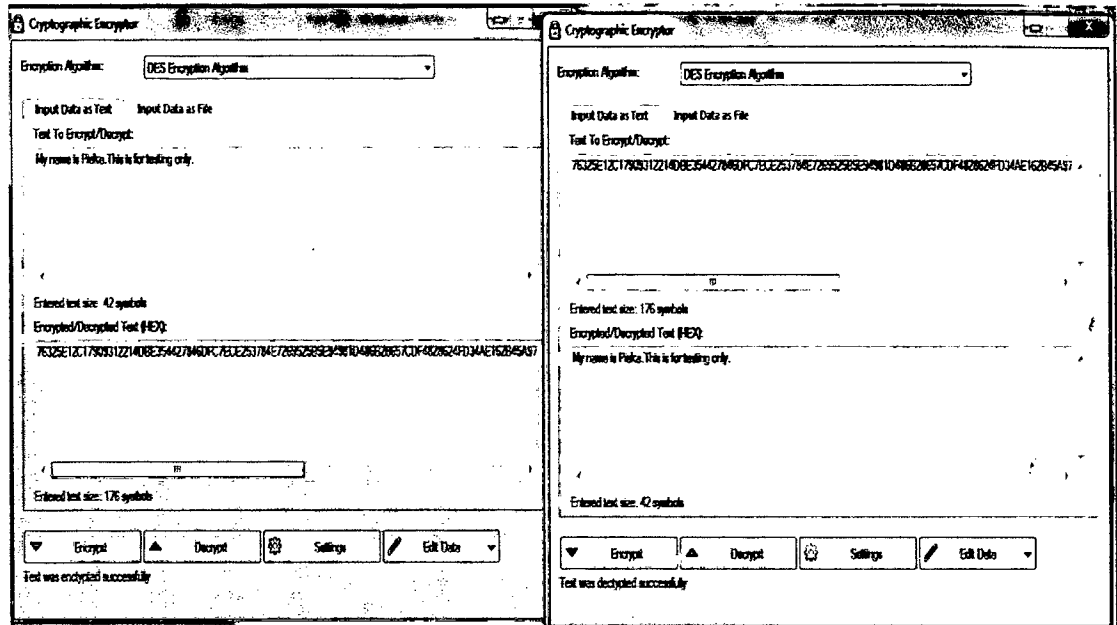 Cryptographic Encryptor
Encryption Algorithm: DES Encryption Algorithm
Input Data as Text Input Data as File
Text To Encrypt/Decrypt:
My name is This is for testing only.
Entered text size 42 symbols
Encrypted/Decrypted Text (HEX):
Entered text size: 176 symbols
Encrypt Decrypt Settings Edit Data
Text was encrypted successfully
Cryptographic Encryptor
Encryption Algorithm: DES Encryption Algorithm
Input Data as Text Input Data as File
Text To Encrypt/Decrypt:
Entered text size: 176 symbols
Encrypted/Decrypted Text (HEX):
My name is This is for testing only.
Entered text size: 42 symbols
Encrypt Decrypt Settings Edit Data
Text was decrypted successfully